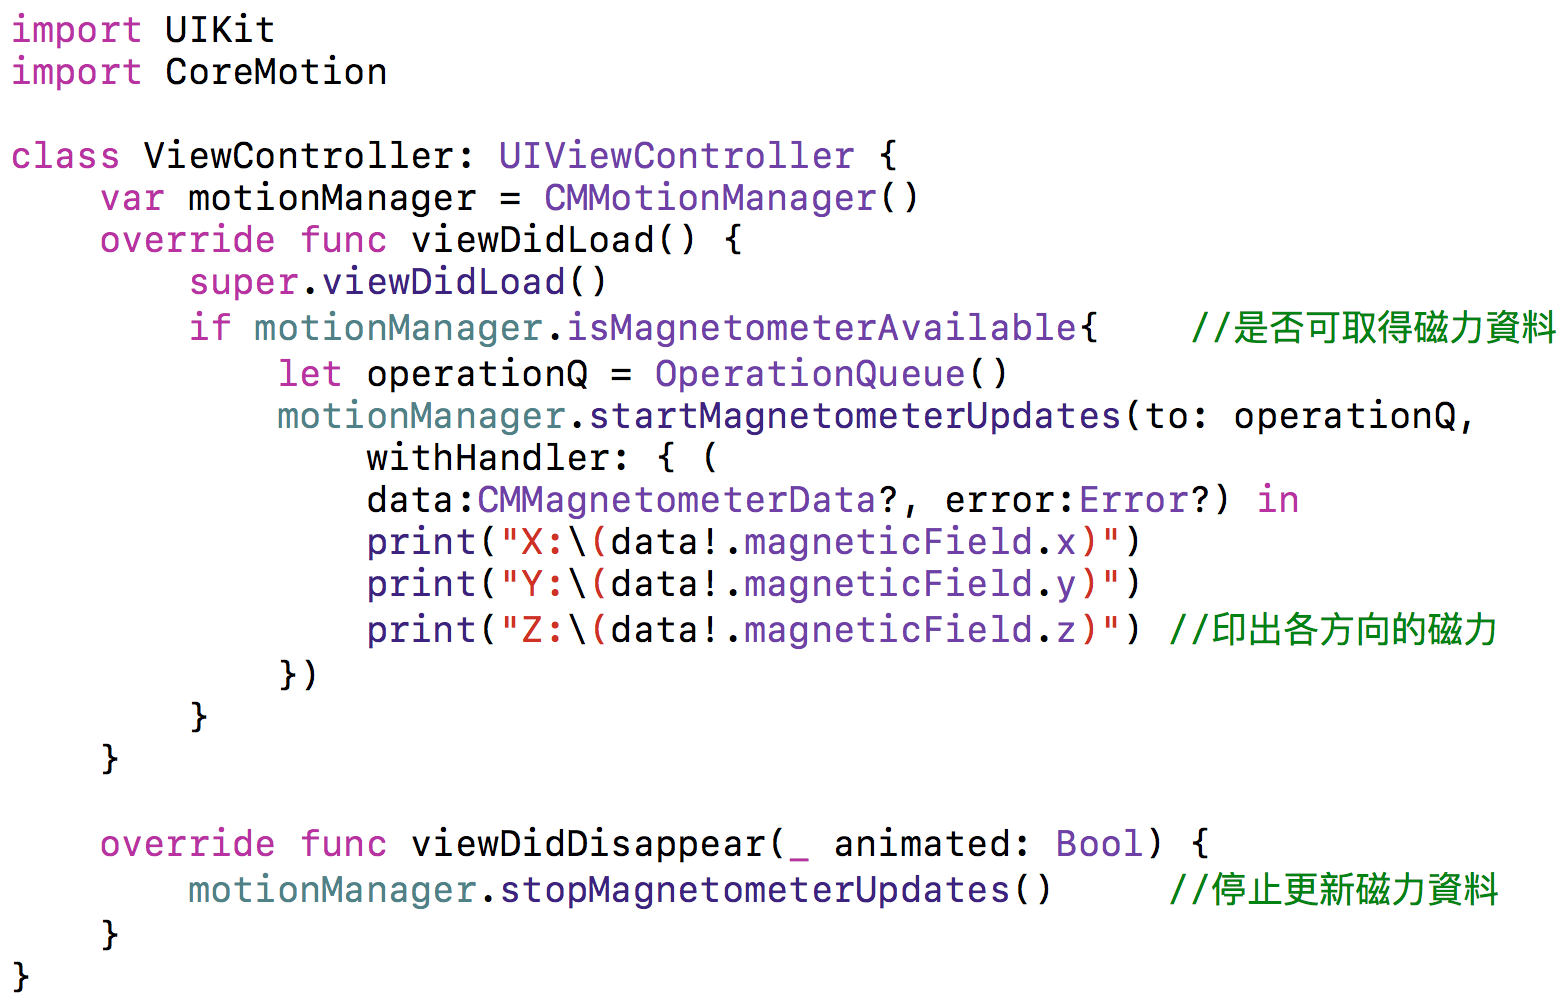 import UIKit
import CoreMotion

class ViewController: UIViewController {
    var motionManager = CMMotionManager()
    override func viewDidLoad() {
        super.viewDidLoad()
        if motionManager.isMagnetometerAvailable{    //是否可取得磁力資料
            let operationQ = OperationQueue()
            motionManager.startMagnetometerUpdates(to: operationQ,
                withHandler: { (
                data:CMMagnetometerData?, error:Error?) in
                print("X:\(data!.magneticField.x)")
                print("Y:\(data!.magneticField.y)")
                print("Z:\(data!.magneticField.z)") //印出各方向的磁力
            })
        }
    }

    override func viewDidDisappear(_ animated: Bool) {
        motionManager.stopMagnetometerUpdates()     //停止更新磁力資料
    }
}